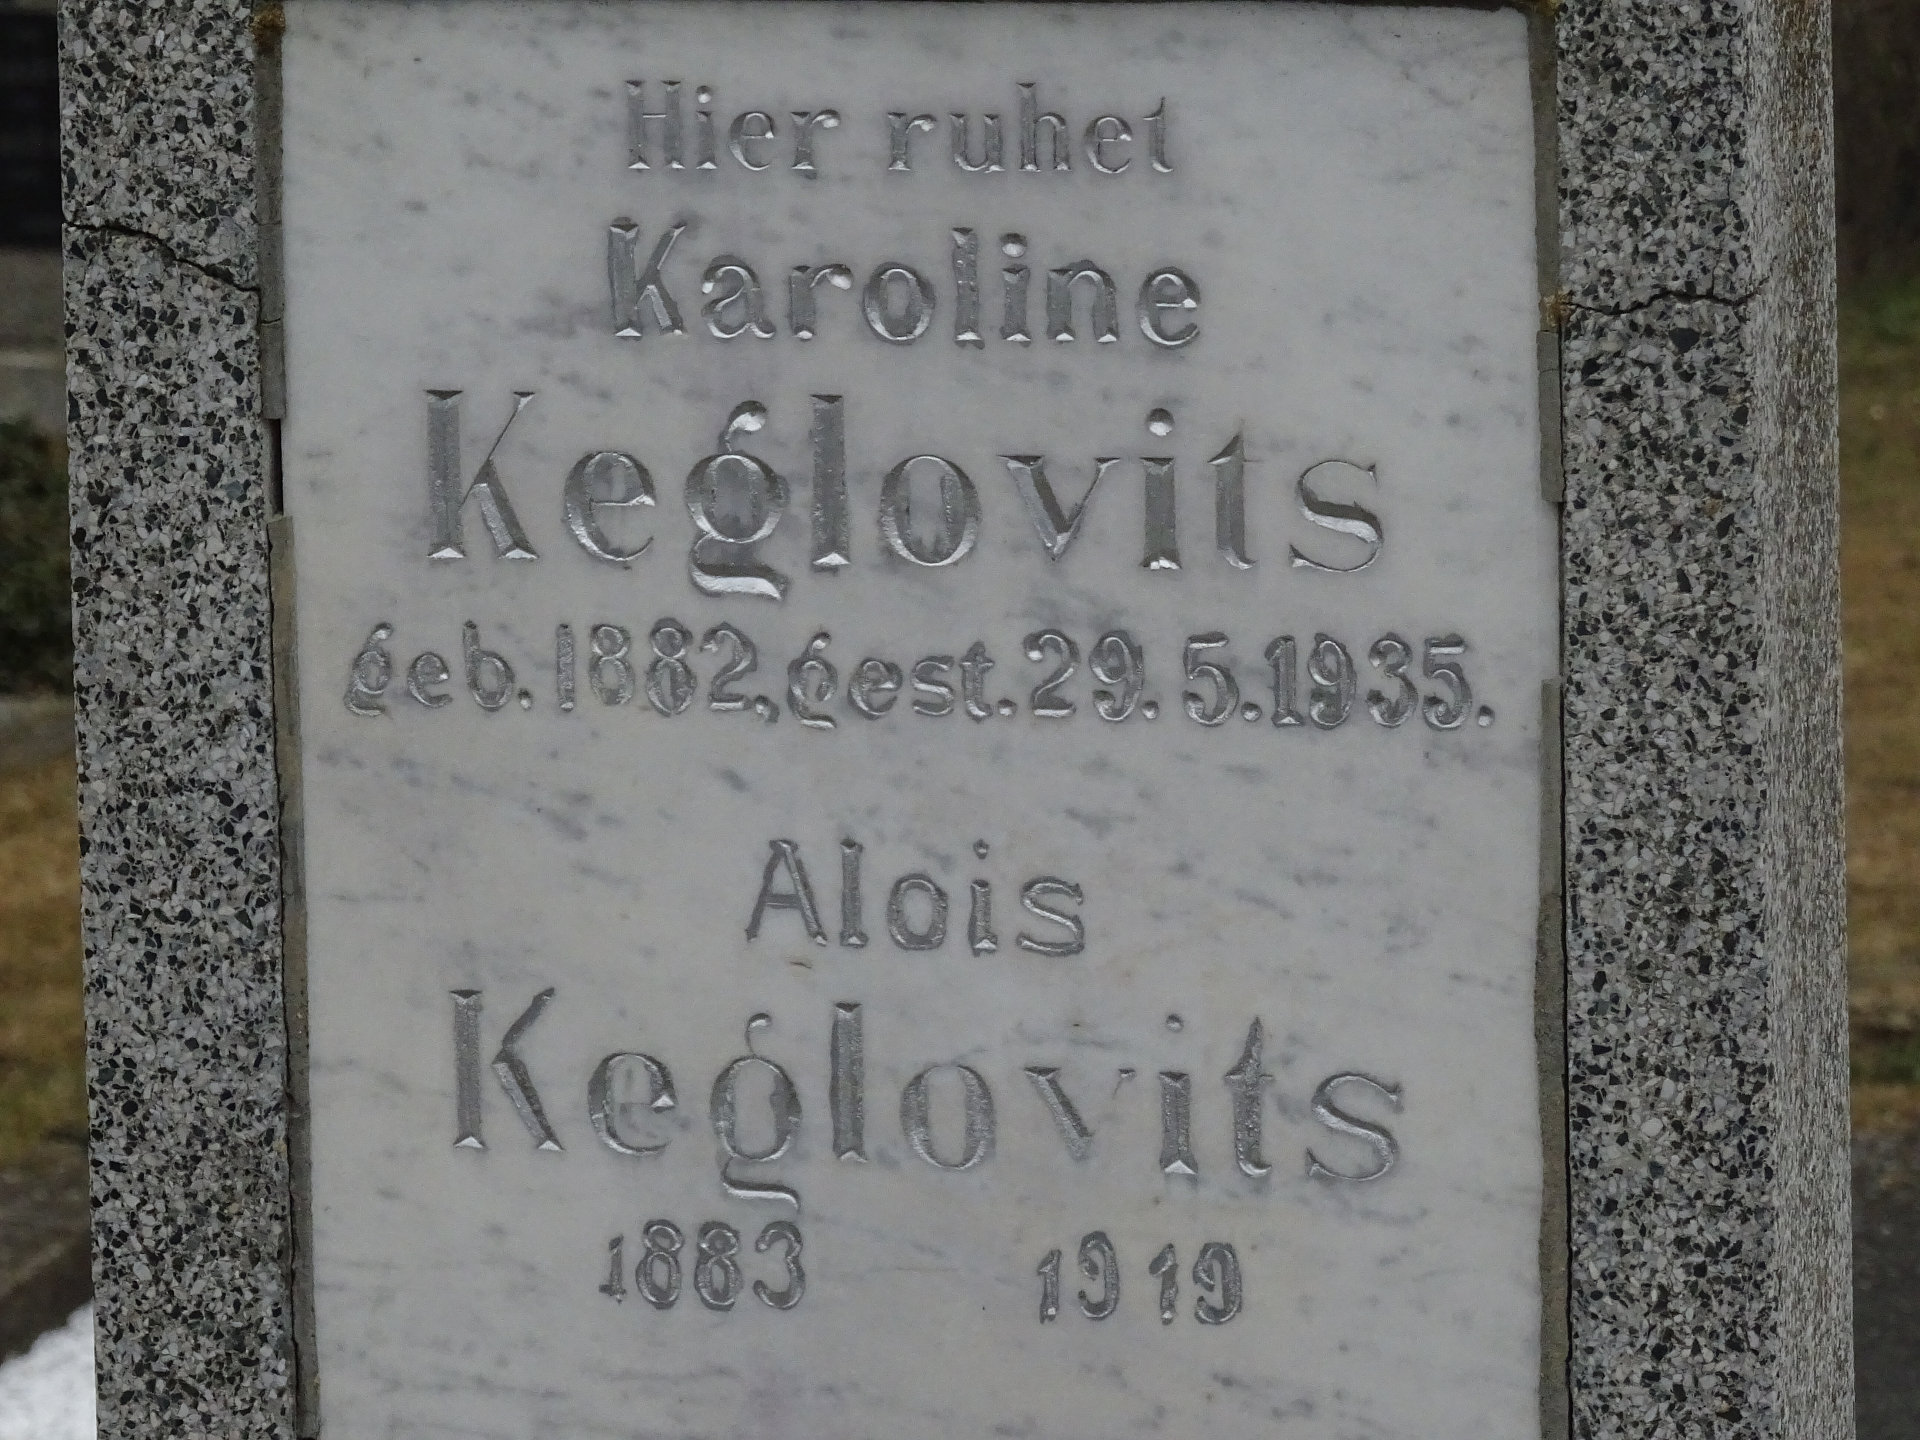 Hier ruhet
Karoline
Keglovits
geb. 1882, gest. 29. 5. 1935.
Alois
Keglovits
1883 1919